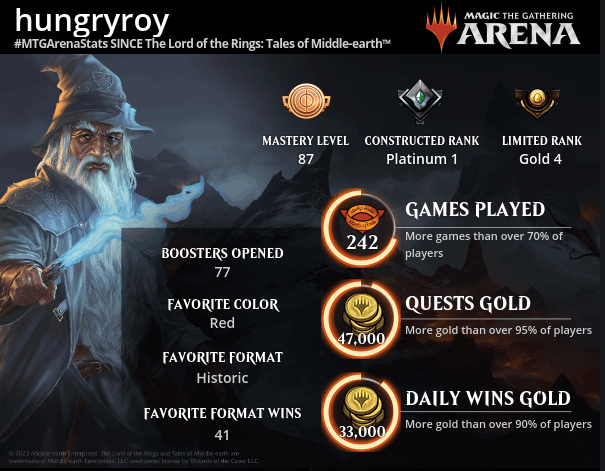 hungryroy
#MTGArenaStats SINCE The Lord of the Rings: Tales of Middle-earth™
MAGIC THE GATHERING
ARENA
MASTERY LEVEL
87
CONSTRUCTED RANK
Platinum 1
LIMITED RANK
Gold 4
BOOSTERS OPENED
77
FAVORITE COLOR
Red
FAVORITE FORMAT
Historic
FAVORITE FORMAT WINS
41
242
GAMES PLAYED
More games than over 70% of
players
47,000
QUESTS GOLD
More gold than over 95% of players
33,000
DAILY WINS GOLD
More gold than over 90% of players
© 2023 Middle-earth Enterprises. The Lord of the Rings and Tales of Middle-earth are
trademarks of Middle-earth Enterprises, LLC used under license by Wizards of the Coast LLC.